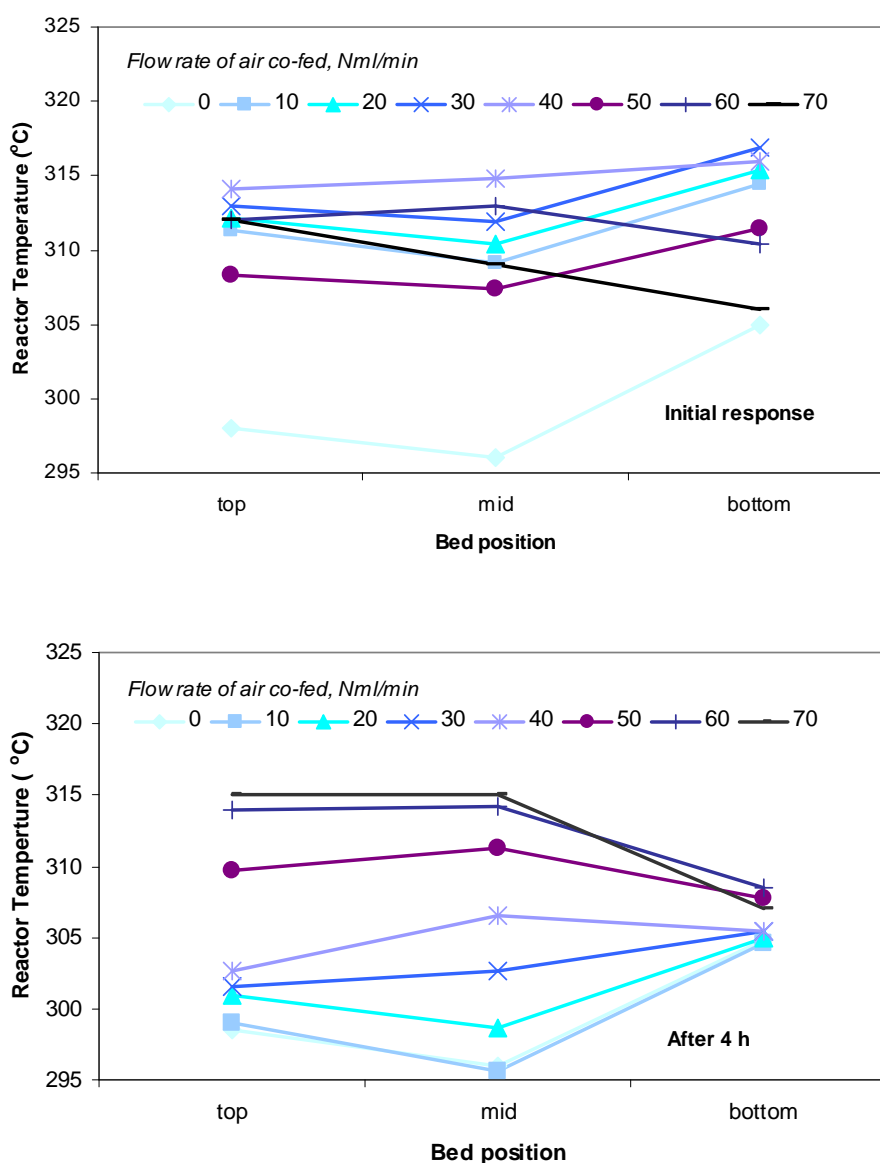 325
320
315
310
305
300
295
Reactor Temperature (°C)
Flow rate of air co-fed, Nml/min
0 10 20 30 40 50 60 70
Initial response
top mid bottom
Bed position
325
320
315
310
305
300
295
Reactor Temperture ( °C)
Flow rate of air co-fed, Nml/min
0 10 20 30 40 50 60 70
After 4 h
top mid bottom
Bed position